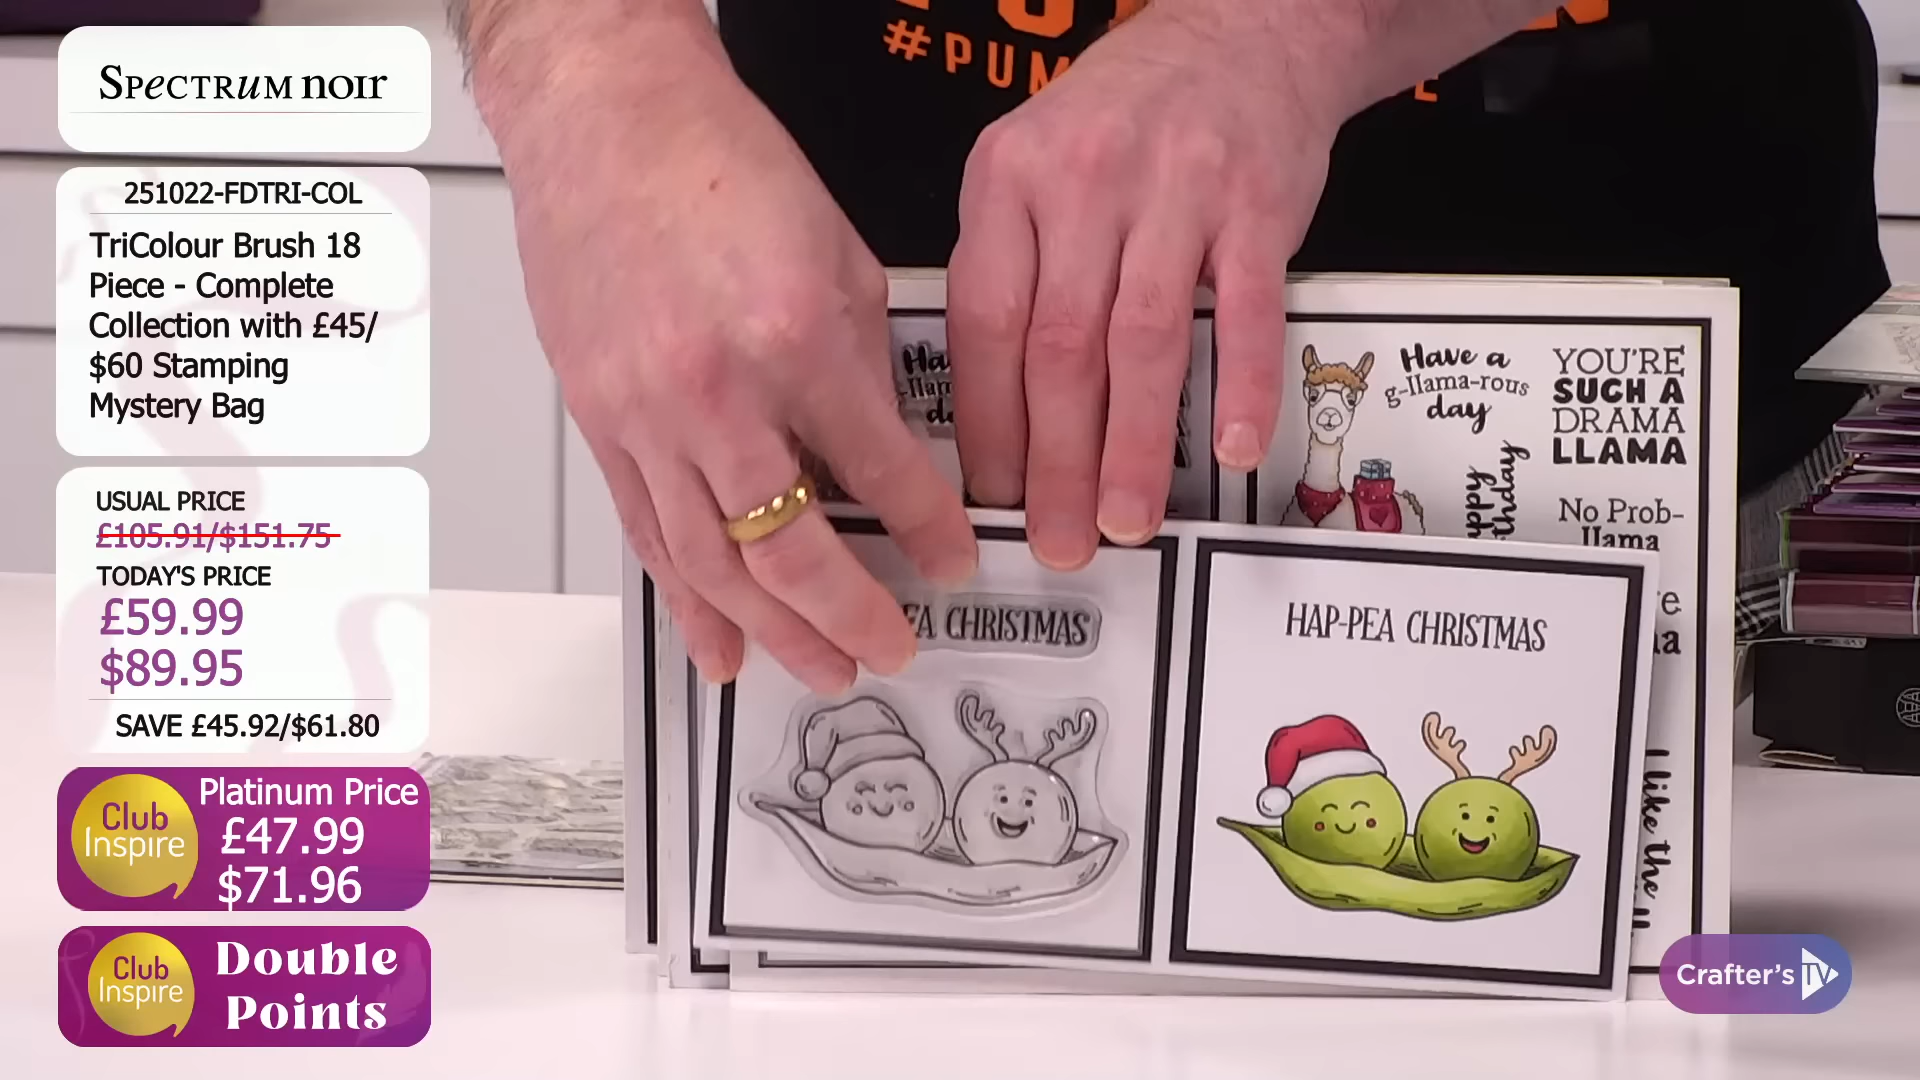 SPECTRUM noir
251022-FDTRI-COL
TriColour Brush 18
Piece - Complete
Collection with £45/
$60 Stamping
Mystery Bag
USUAL PRICE
£105.91/$151.75
TODAY'S PRICE
£59.99
$89.95
SAVE £45.92/$61.80
Club
Inspire
Platinum Price
£47.99
$71.96
Club
Inspire
Double
Points
Have a
g-llama-rous
day
YOU'RE
SUCH A
DRAMA
LLAMA
No Prob-
llama
CHRISTMAS
HAP-PEA CHRISTMAS
I like the
Crafter's TV